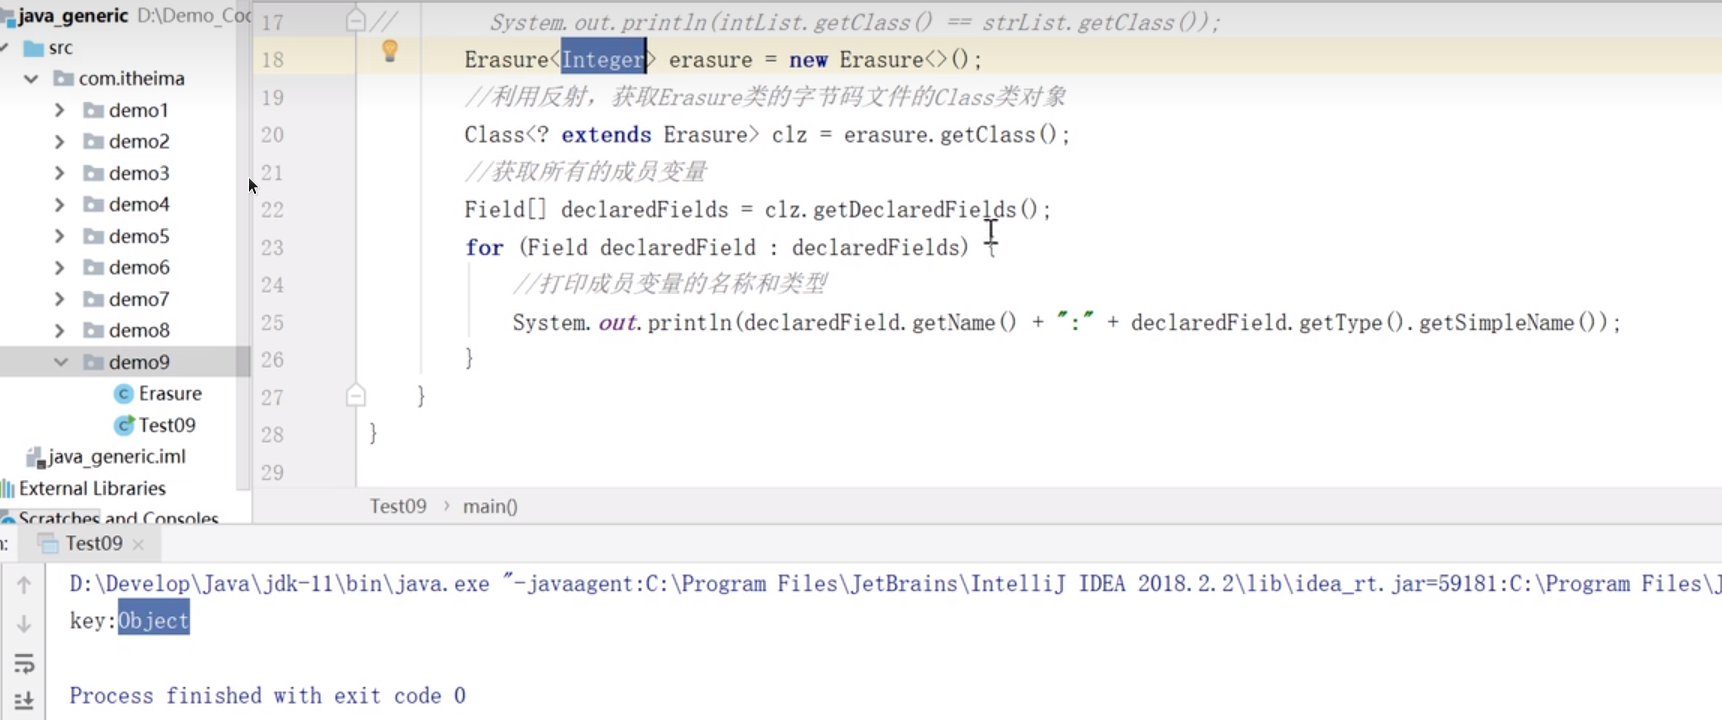 java_generic D:\Demo_Coc
src
com.itheima
demo1
demo2
demo3
demo4
demo5
demo6
demo7
demo8
demo9
Erasure
Test09
java_generic.iml
External Libraries
Scratches and Consoles
17 // System.out.println(intList.getClass() == strList.getClass());
18 Erasure<Integer> erasure = new Erasure<>();
19 //利用反射，获取Erasure类的字节码文件的Class类对象
20 Class<? extends Erasure> clz = erasure.getClass();
21 //获取所有的成员变量
22 Field[] declaredFields = clz.getDeclaredFields();
23 for (Field declaredField : declaredFields) {
24 //打印成员变量的名称和类型
25 System.out.println(declaredField.getName() + ":" + declaredField.getType().getSimpleName());
26 }
27 }
28 }
29
Test09 › main()
n: Test09 ×
D:\Develop\Java\jdk-11\bin\java.exe "-javaagent:C:\Program Files\JetBrains\IntelliJ IDEA 2018.2.2\lib\idea_rt.jar=59181:C:\Program Files\J
key:Object
Process finished with exit code 0